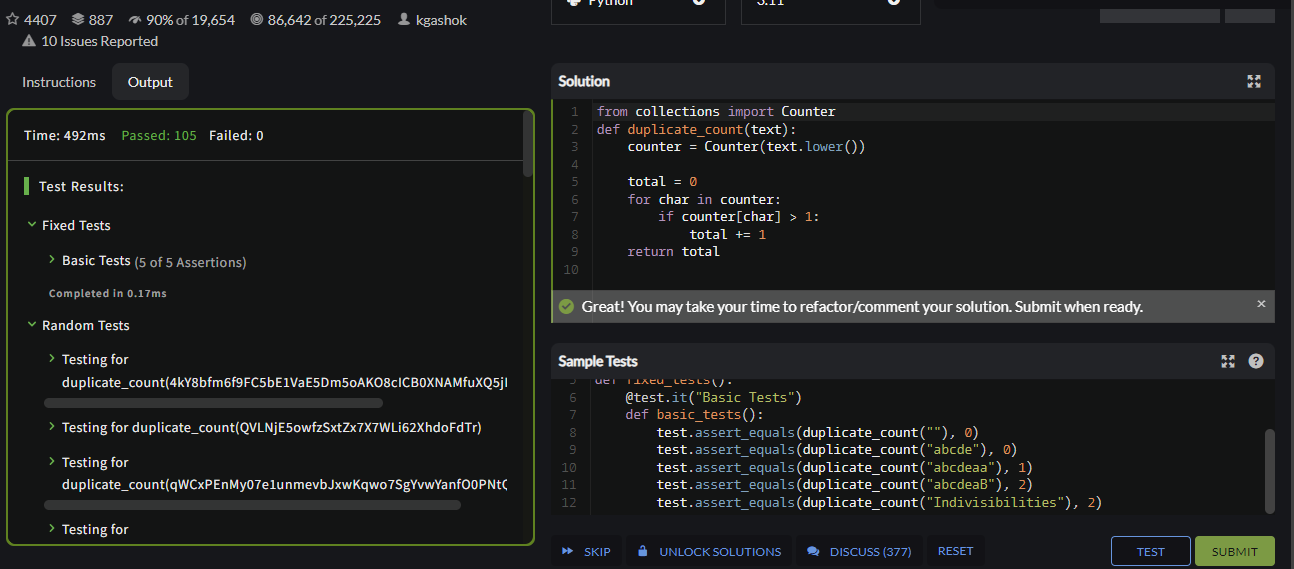 4407 887 90% of 19,654 86,642 of 225,225 kgashok
10 Issues Reported
Instructions Output
Time: 492ms Passed: 105 Failed: 0
Test Results:
Fixed Tests
Basic Tests (5 of 5 Assertions)
Completed in 0.17ms
Random Tests
Testing for
duplicate_count(4kY8bfm6f9FC5bE1VaE5Dm5oAKO8cICB0XNAMfuXQ5j
Testing for duplicate_count(QVLNjE5owfzSxtZx7X7WLi62XhdoFdTr)
Testing for
duplicate_count(qWCxPEnMy07e1unmevbJxwKqwo7SgYvwYanfO0PNt
Testing for
Python 3.11
Solution
1 from collections import Counter
2 def duplicate_count(text):
3 counter = Counter(text.lower())
4
5 total = 0
6 for char in counter:
7 if counter[char] > 1:
8 total += 1
9 return total
10
Great! You may take your time to refactor/comment your solution. Submit when ready.
Sample Tests
5 def fixed_tests():
6 @test.it("Basic Tests")
7 def basic_tests():
8 test.assert_equals(duplicate_count(""), 0)
9 test.assert_equals(duplicate_count("abcde"), 0)
10 test.assert_equals(duplicate_count("abcdeaa"), 1)
11 test.assert_equals(duplicate_count("abcdeaB"), 2)
12 test.assert_equals(duplicate_count("Indivisibilities"), 2)
SKIP UNLOCK SOLUTIONS DISCUSS (377) RESET TEST SUBMIT